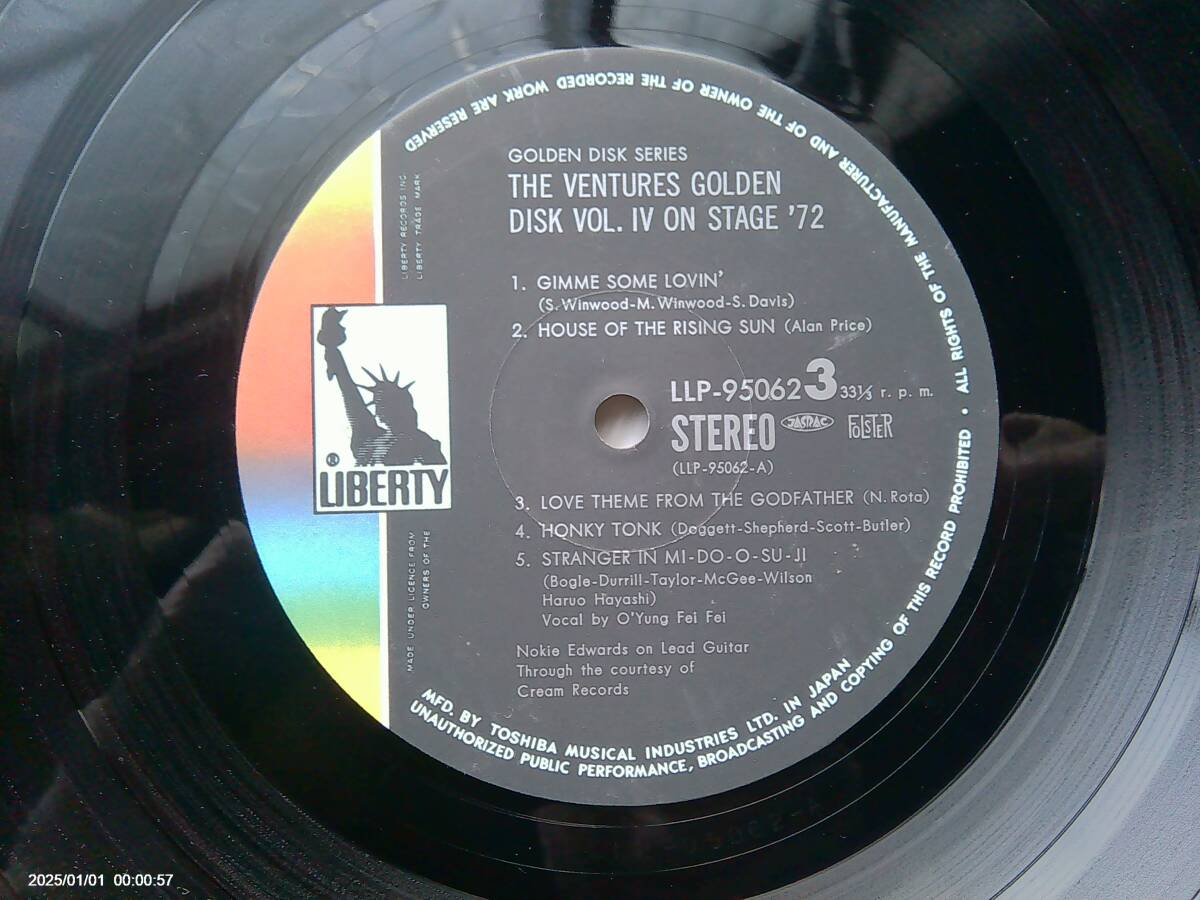 GOLDEN DISK SERIES
THE VENTURES GOLDEN
DISK VOL. IV ON STAGE '72
1. GIMME SOME LOVIN'
(S. Winwood-M. Winwood-S. Davis)
2. HOUSE OF THE RISING SUN (Alan Price)
LLP-95062 3 33⅓ r. p. m.
STEREO JASRAC FOLSTER
(LLP-95062-A)
3. LOVE THEME FROM THE GODFATHER (N. Rota)
4. HONKY TONK (Doggett-Shepherd-Scott-Butler)
5. STRANGER IN MI-DO-O-SU-JI
(Bogle-Durrill-Taylor-McGee-Wilson
Haruo Hayashi)
Vocal by O'Yung Fei Fei
Nokie Edwards on Lead Guitar
Through the courtesy of
Cream Records
LIBERTY RECORDS INC.
LIBERTY TRADE MARK
® LIBERTY
MADE UNDER LICENCE FROM
OWNERS OF THE
MFD. BY TOSHIBA MUSICAL INDUSTRIES LTD. IN JAPAN
UNAUTHORIZED PUBLIC PERFORMANCE, BROADCASTING AND COPYING OF THIS RECORD PROHIBITED • ALL RIGHTS OF THE MANUFACTURER AND OF THE OWNER OF THE RECORDED WORK ARE RESERVED
2025/01/01 00:00:57